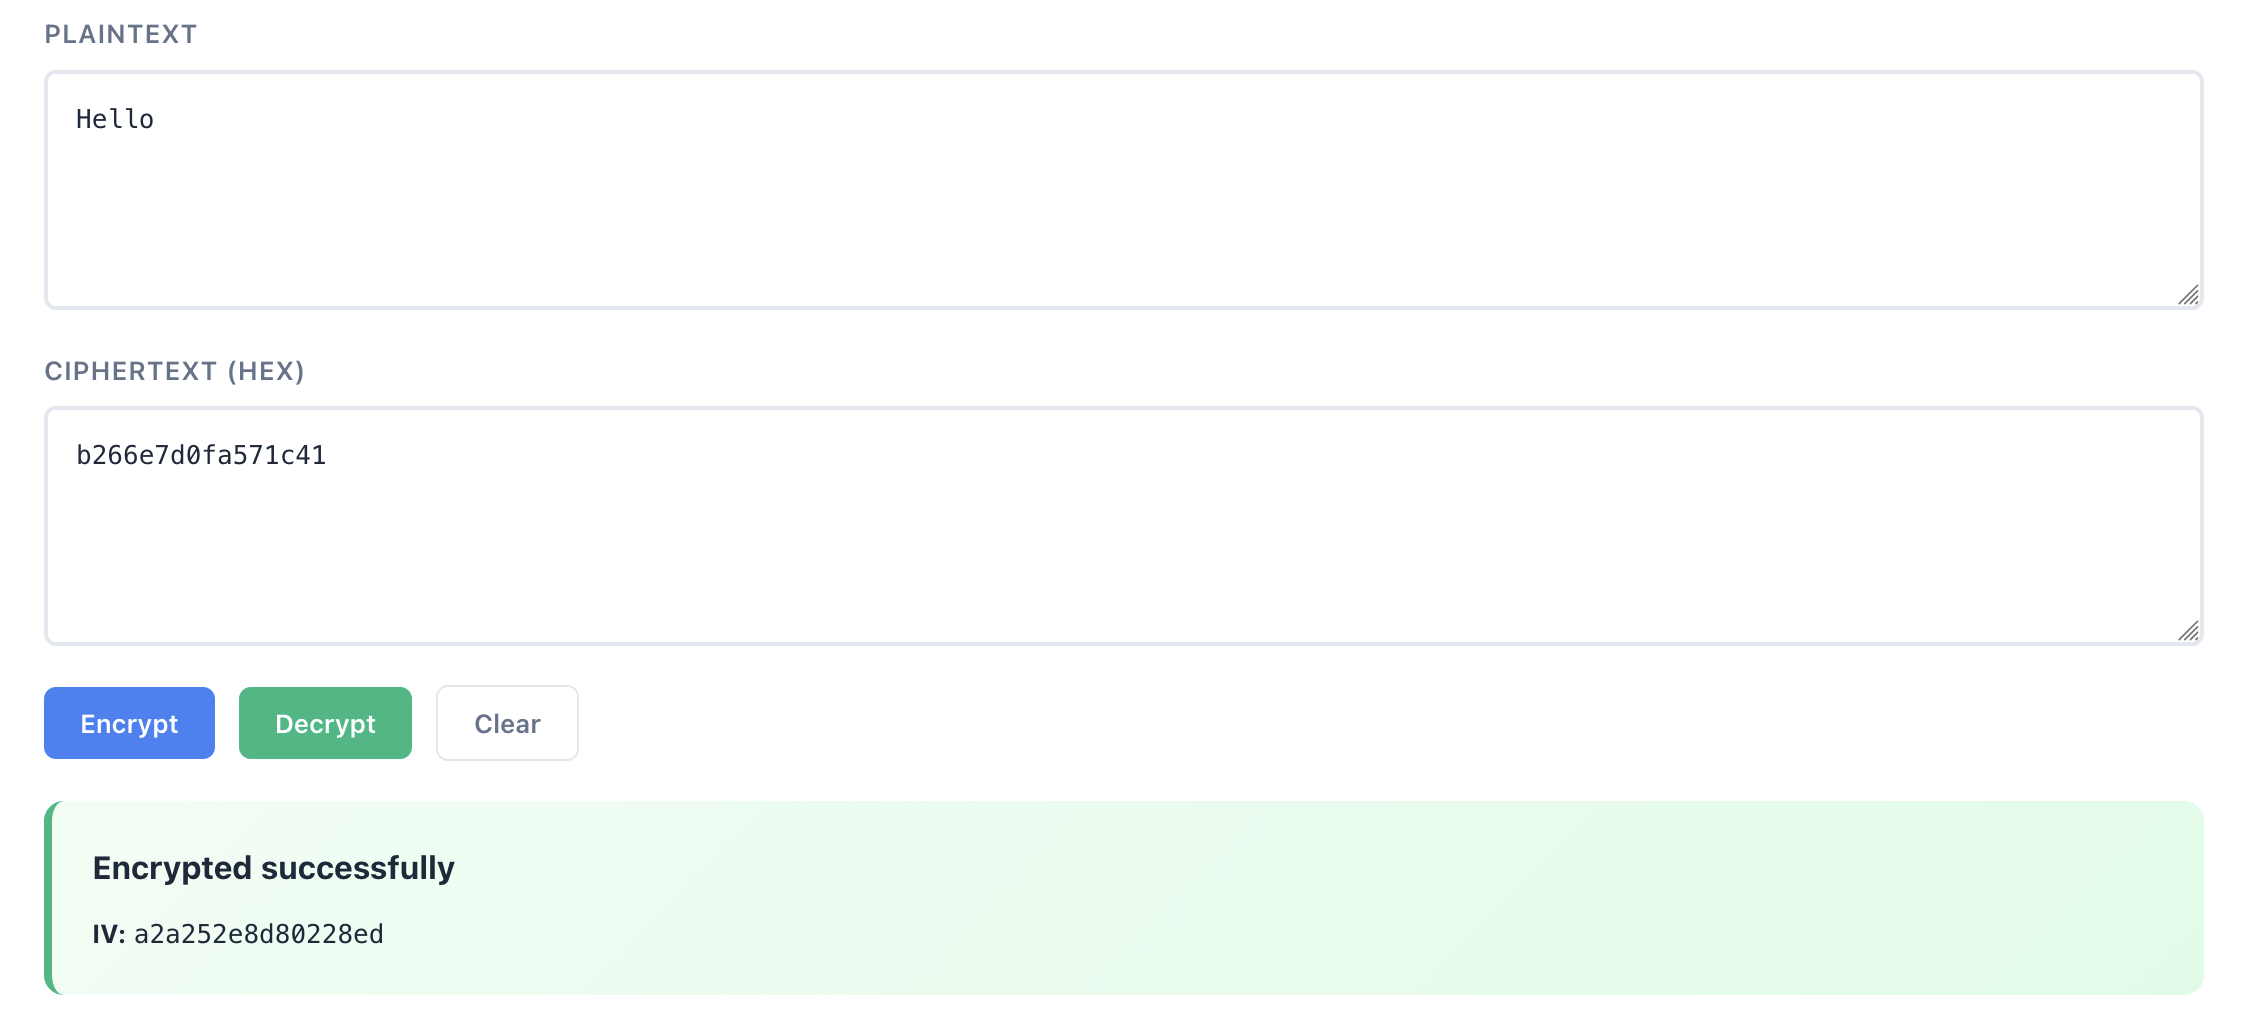 PLAINTEXT
Hello
CIPHERTEXT (HEX)
b266e7d0fa571c41
Encrypt Decrypt Clear
Encrypted successfully
IV: a2a252e8d80228ed